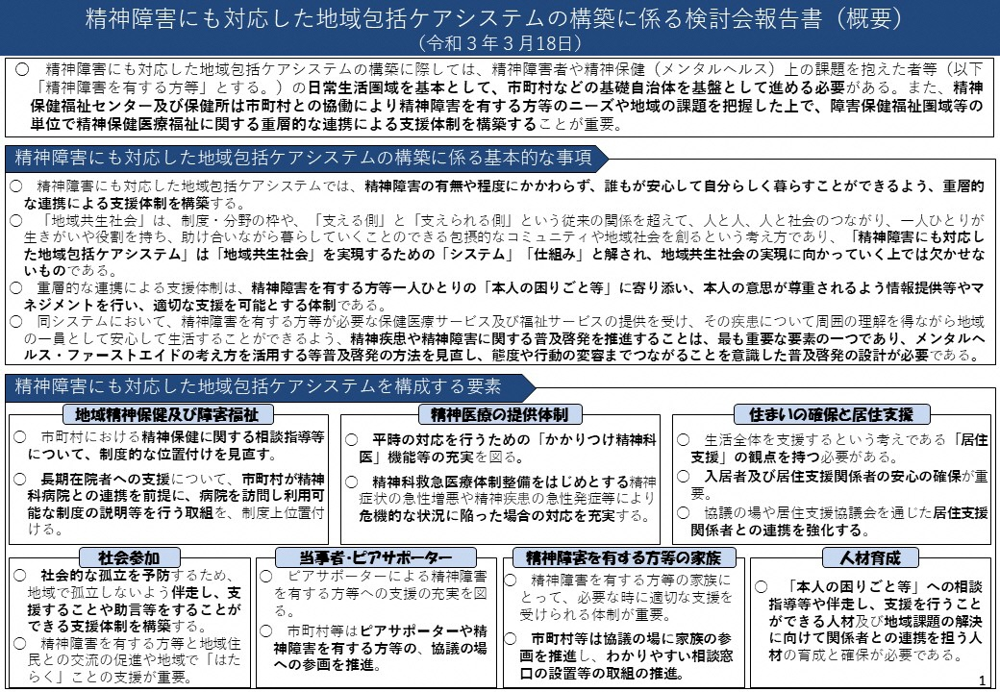 精神障害にも対応した地域包括ケアシステムの構築に係る検討会報告書（概要）
（令和３年３月18日）
○　精神障害にも対応した地域包括ケアシステムの構築に際しては、精神障害者や精神保健（メンタルヘルス）上の課題を抱えた者等（以下
「精神障害を有する方等」とする。）の日常生活圏域を基本として、市町村などの基礎自治体を基盤として進める必要がある。また、精神
保健福祉センター及び保健所は市町村との協働により精神障害を有する方等のニーズや地域の課題を把握した上で、障害保健福祉圏域等の
単位で精神保健医療福祉に関する重層的な連携による支援体制を構築することが重要。
精神障害にも対応した地域包括ケアシステムの構築に係る基本的な事項
○　精神障害にも対応した地域包括ケアシステムでは、精神障害の有無や程度にかかわらず、誰もが安心して自分らしく暮らすことができるよう、重層的
な連携による支援体制を構築する。
○　「地域共生社会」は、制度・分野の枠や、「支える側」と「支えられる側」という従来の関係を超えて、人と人、人と社会のつながり、一人ひとりが
生きがいや役割を持ち、助け合いながら暮らしていくことのできる包摂的なコミュニティや地域社会を創るという考え方であり、「精神障害にも対応し
た地域包括ケアシステム」は「地域共生社会」を実現するための「システム」「仕組み」と解され、地域共生社会の実現に向かっていく上では欠かせな
いものである。
○　重層的な連携による支援体制は、精神障害を有する方等一人ひとりの「本人の困りごと等」に寄り添い、本人の意思が尊重されるよう情報提供等やマ
ネジメントを行い、適切な支援を可能とする体制である。
○　同システムにおいて、精神障害を有する方等が必要な保健医療サービス及び福祉サービスの提供を受け、その疾患について周囲の理解を得ながら地域
の一員として安心して生活することができるよう、精神疾患や精神障害に関する普及啓発を推進することは、最も重要な要素の一つであり、メンタルヘ
ルス・ファーストエイドの考え方を活用する等普及啓発の方法を見直し、態度や行動の変容までつながることを意識した普及啓発の設計が必要である。
精神障害にも対応した地域包括ケアシステムを構成する要素
地域精神保健及び障害福祉
○　市町村における精神保健に関する相談指導等
について、制度的な位置付けを見直す。
○　長期在院者への支援について、市町村が精神
科病院との連携を前提に、病院を訪問し利用可
能な制度の説明等を行う取組を、制度上位置付
ける。
精神医療の提供体制
○　平時の対応を行うための「かかりつけ精神科
医」機能等の充実を図る。
○　精神科救急医療体制整備をはじめとする精神
症状の急性増悪や精神疾患の急性発症等により
危機的な状況に陥った場合の対応を充実する。
住まいの確保と居住支援
○　生活全体を支援するという考えである「居住
支援」の観点を持つ必要がある。
○　入居者及び居住支援関係者の安心の確保が重
要。
○　協議の場や居住支援協議会を通じた居住支援
関係者との連携を強化する。
社会参加
○　社会的な孤立を予防するため、
地域で孤立しないよう伴走し、支
援することや助言等をすることが
できる支援体制を構築する。
○　精神障害を有する方等と地域住
民との交流の促進や地域で「はた
らく」ことの支援が重要。
当事者・ピアサポーター
○　ピアサポーターによる精神障害
を有する方等への支援の充実を図
る。
○　市町村等はピアサポーターや精
神障害を有する方等の、協議の場
への参画を推進。
精神障害を有する方等の家族
○　精神障害を有する方等の家族に
とって、必要な時に適切な支援を
受けられる体制が重要。
○　市町村等は協議の場に家族の参
画を推進し、わかりやすい相談窓
口の設置等の取組の推進。
人材育成
○　「本人の困りごと等」への相談
指導等や伴走し、支援を行うこと
ができる人材及び地域課題の解決
に向けて関係者との連携を担う人
材の育成と確保が必要である。
1